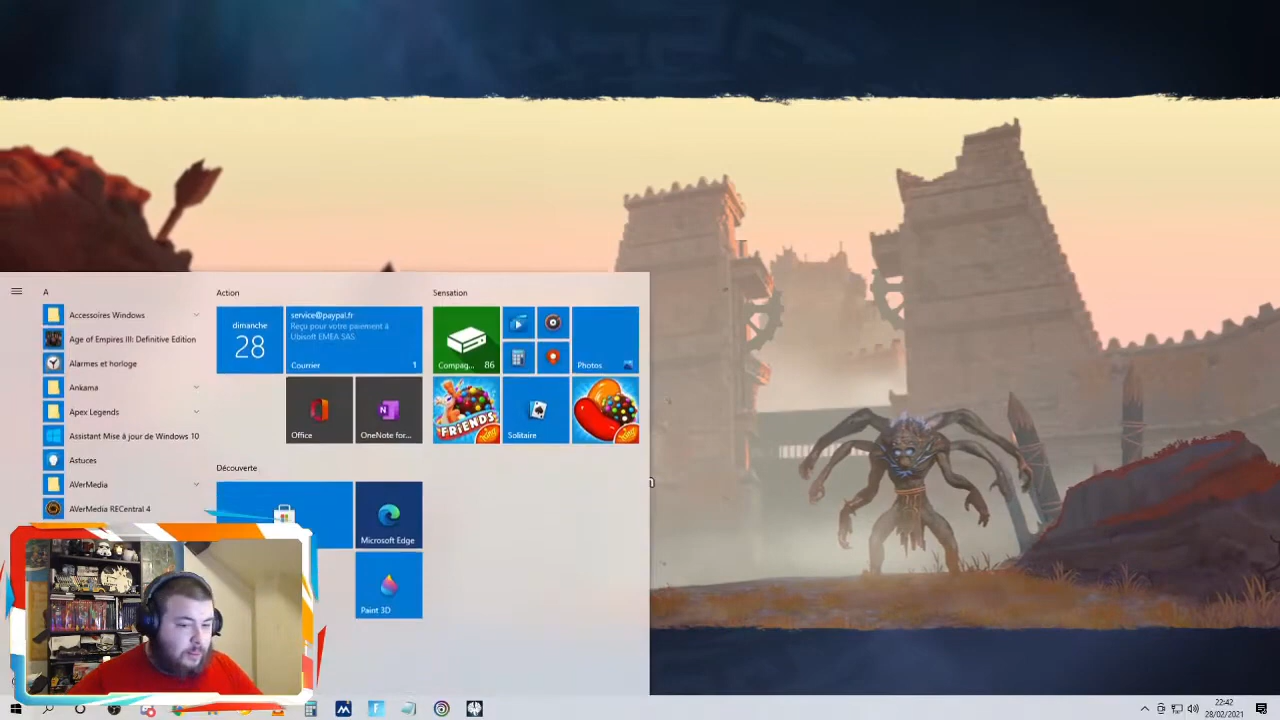 A
Accessoires Windows
Age of Empires III: Definitive Edition
Alarmes et horloge
Ankama
Apex Legends
Assistant Mise à jour de Windows 10
Astuces
AVerMedia
AVerMedia RECentral 4
Action
dimanche
28
service@paypal.fr
Reçu pour votre paiement à
Ubisoft EMEA SAS
Courrier 1
Office
OneNote for...
Découverte
Microsoft Edge
Paint 3D
Sensation
Compag... 86
Photos
FRIENDS
King
Solitaire
King
22:42
28/02/2021